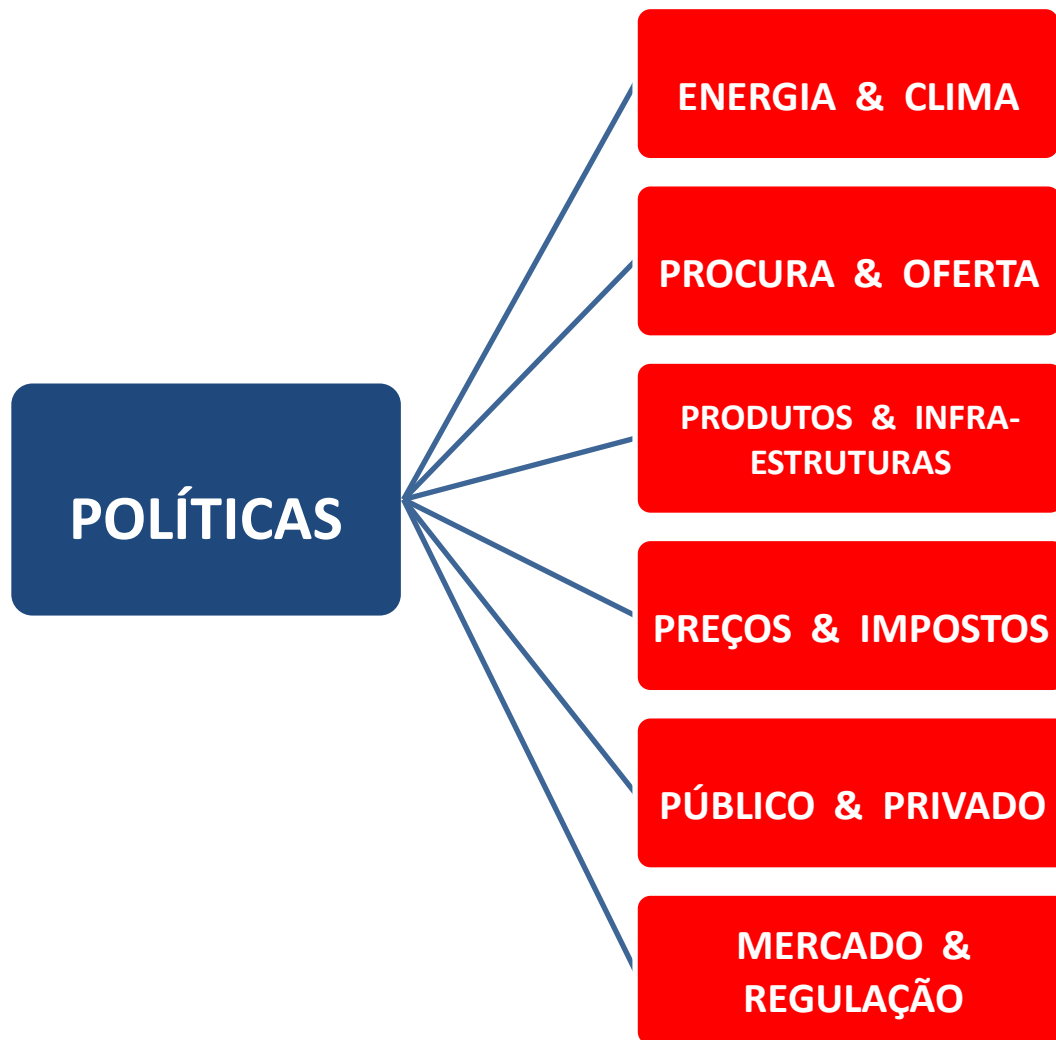 POLÍTICAS
ENERGIA & CLIMA
PROCURA & OFERTA
PRODUTOS & INFRA-
ESTRUTURAS
PREÇOS & IMPOSTOS
PÚBLICO & PRIVADO
MERCADO &
REGULAÇÃO